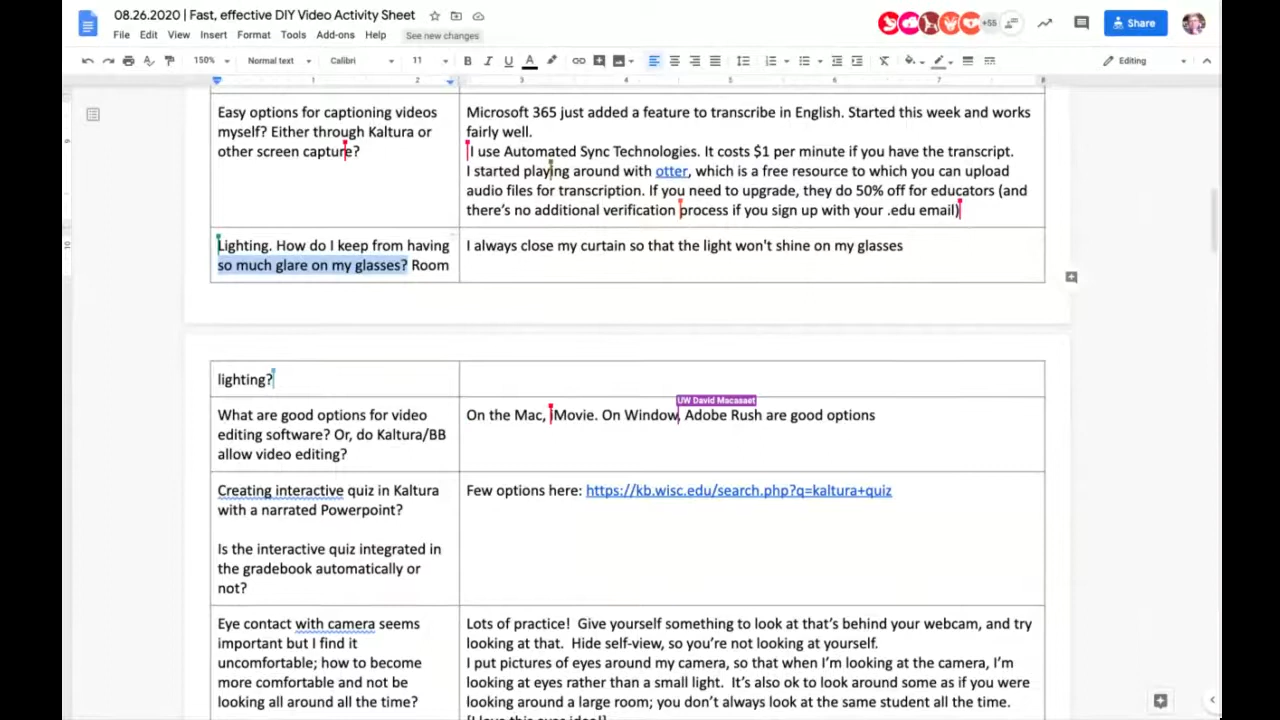 08.26.2020 | Fast, effective DIY Video Activity Sheet
+55
Share
File Edit View Insert Format Tools Add-ons Help See new changes
150% Normal text Calibri 11 B I U A Editing
1 2 3 4 5 6 7 8
Easy options for captioning videos
myself? Either through Kaltura or
other screen capture?
Microsoft 365 just added a feature to transcribe in English. Started this week and works
fairly well.
I use Automated Sync Technologies. It costs $1 per minute if you have the transcript.
I started playing around with otter, which is a free resource to which you can upload
audio files for transcription. If you need to upgrade, they do 50% off for educators (and
there's no additional verification process if you sign up with your .edu email)
Lighting. How do I keep from having
so much glare on my glasses? Room
I always close my curtain so that the light won't shine on my glasses
lighting?
What are good options for video
editing software? Or, do Kaltura/BB
allow video editing?
UW David Macasaet
On the Mac, iMovie. On Window, Adobe Rush are good options
Creating interactive quiz in Kaltura
with a narrated Powerpoint?
Is the interactive quiz integrated in
the gradebook automatically or
not?
Few options here: https://kb.wisc.edu/search.php?q=kaltura+quiz
Eye contact with camera seems
important but I find it
uncomfortable; how to become
more comfortable and not be
looking all around all the time?
Lots of practice! Give yourself something to look at that's behind your webcam, and try
looking at that. Hide self-view, so you're not looking at yourself.
I put pictures of eyes around my camera, so that when I'm looking at the camera, I'm
looking at eyes rather than a small light. It's also ok to look around some as if you were
looking around a large room; you don't always look at the same student all the time.